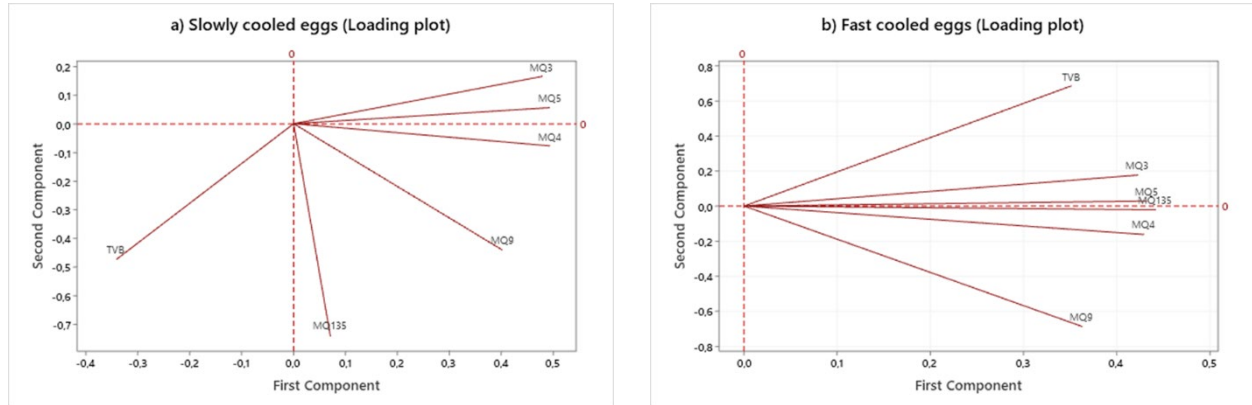 a) Slowly cooled eggs (Loading plot)
0
0,2
0,1
0,0
-0,1
-0,2
-0,3
-0,4
-0,5
-0,6
-0,7
Second Component
MQ3
MQ5
MQ4
0
TVB
MQ9
MQ135
-0,4 -0,3 -0,2 -0,1 0,0 0,1 0,2 0,3 0,4 0,5
First Component
b) Fast cooled eggs (Loading plot)
0
0,8
0,6
0,4
0,2
0,0
-0,2
-0,4
-0,6
-0,8
Second Component
TVB
MQ3
MQ5
MQ135
0
MQ4
MQ9
0,0 0,1 0,2 0,3 0,4 0,5
First Component